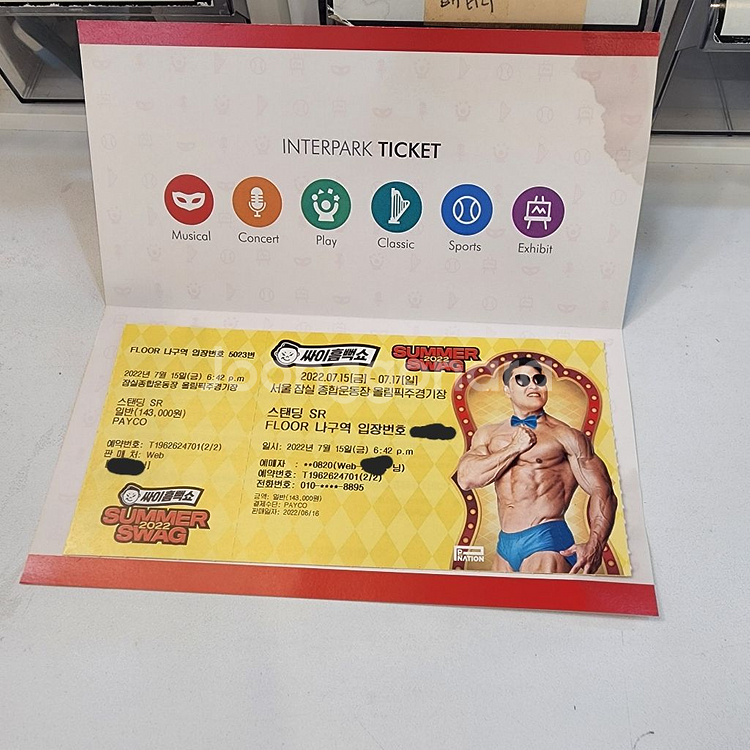 배터리
INTERPARK TICKET
Musical
Concert
Play
Classic
Sports
Exhibit
FLOOR 나구역 입장번호 5023번
2022년 7월 15일(금) 6:42 p.m
잠실종합운동장 올림픽주경기장
스탠딩 SR
일반(143,000원)
PAYCO
예약번호: T1962624701(2/2)
판 매 처: Web
싸이흠뻑쇼
SUMMER
2022
SWAG
싸이흠뻑쇼
SUMMER
2022
SWAG
2022.07.15[금] - 07.17[일]
서울 잠실 종합운동장 올림픽주경기장
스탠딩 SR
FLOOR 나구역 입장번호
일시: 2022년 7월 15일(금) 6:42 p.m
예매자 : **0820(Web- 님)
예약번호: T1962624701(2/2)
전화번호: 010-****-8895
금액: 일반(143,000원)
결제수단: PAYCO
판매일자: 2022/06/16
P NATION